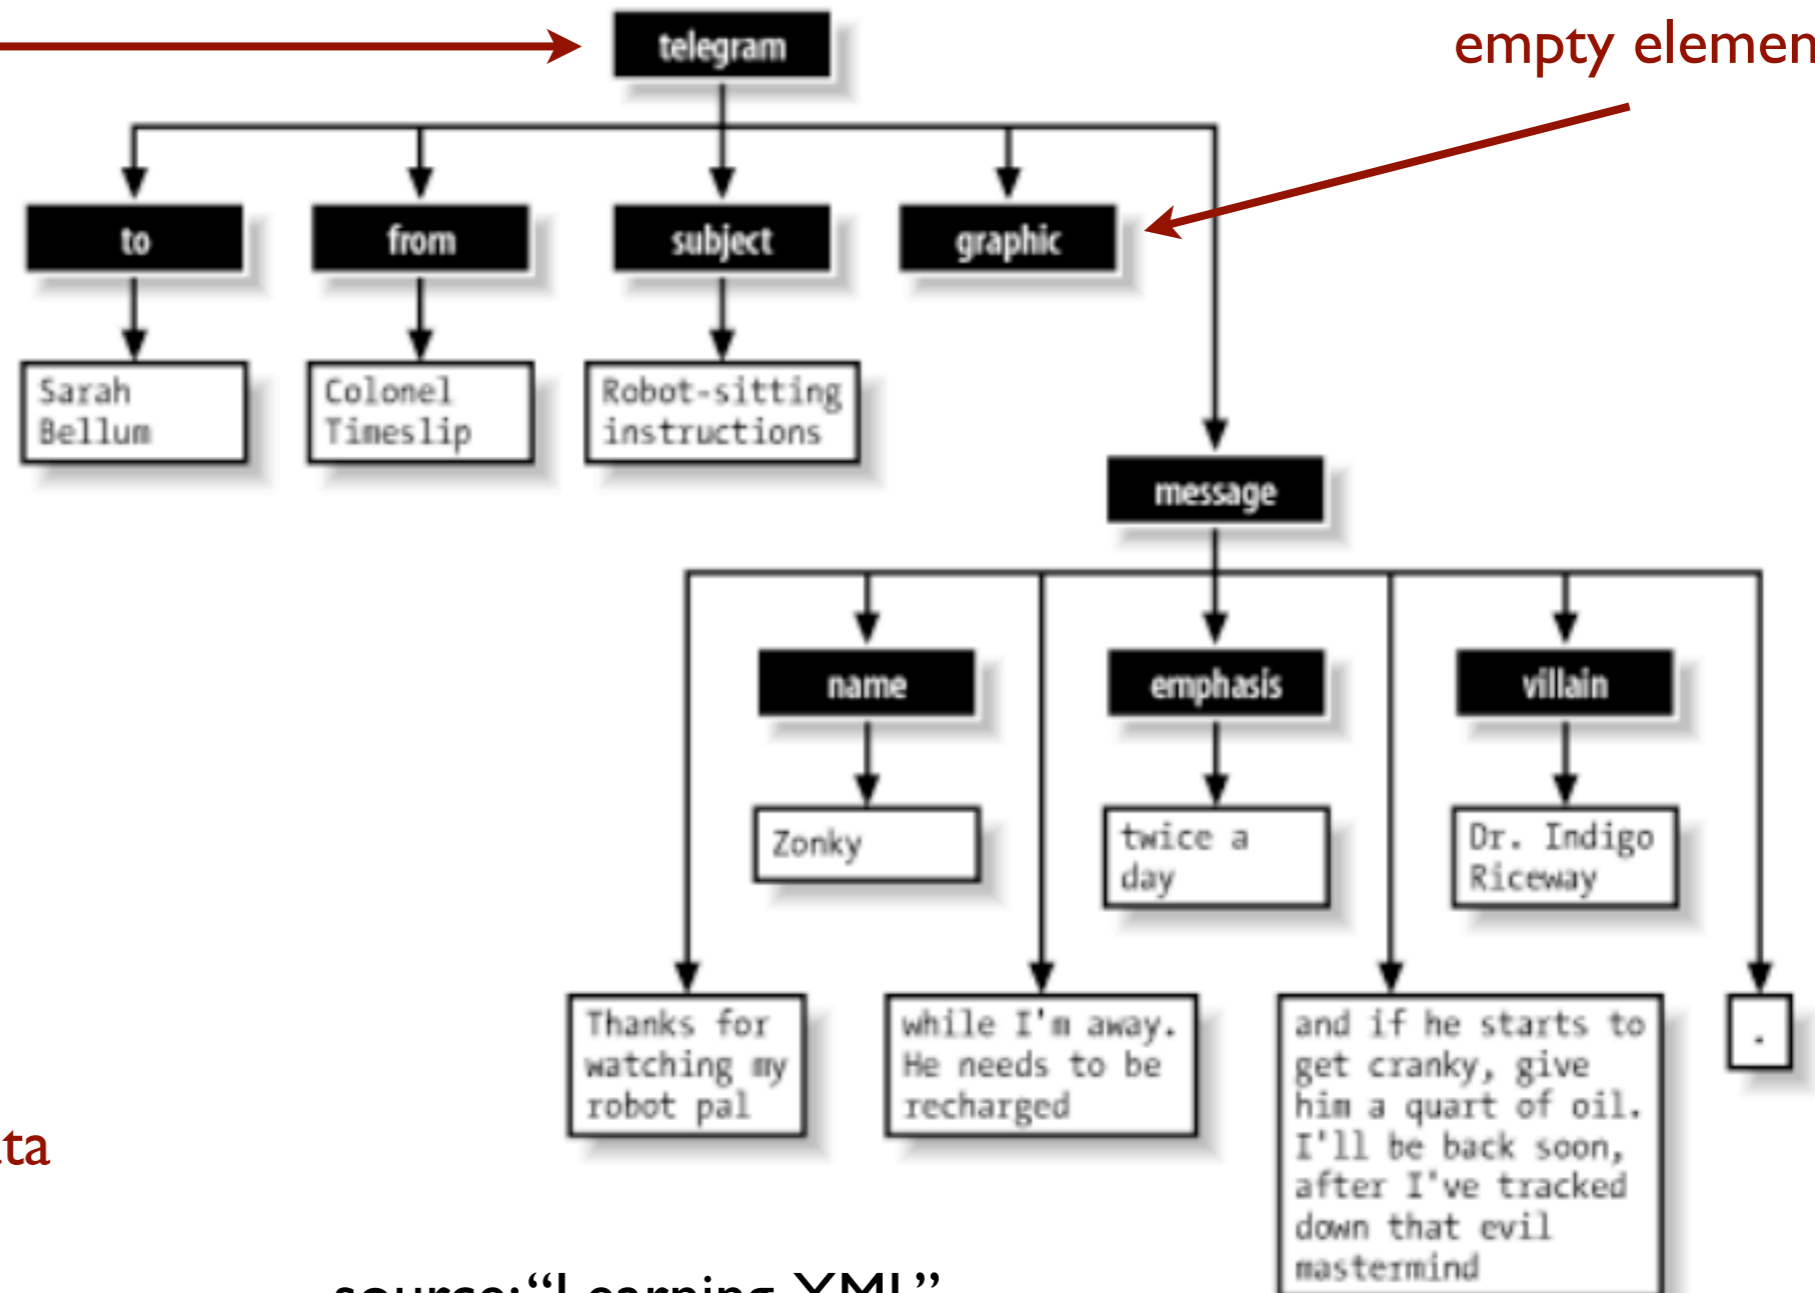 telegram
empty elemen
to
from
subject
graphic
Sarah
Bellum
Colonel
Timeslip
Robot-sitting
instructions
message
name
emphasis
villain
Zonky
twice a
day
Dr. Indigo
Riceway
Thanks for
watching my
robot pal
while I'm away.
He needs to be
recharged
and if he starts to
get cranky, give
him a quart of oil.
I'll be back soon,
after I've tracked
down that evil
mastermind
.
ta
source: “Learning XML”